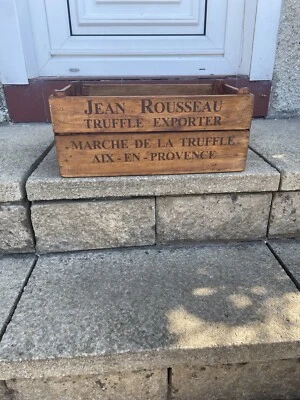 JEAN ROUSSEAU
TRUFFLE EXPORTER
MARCHE DE LA TRUFFLE
AIX-EN-PROVENCE